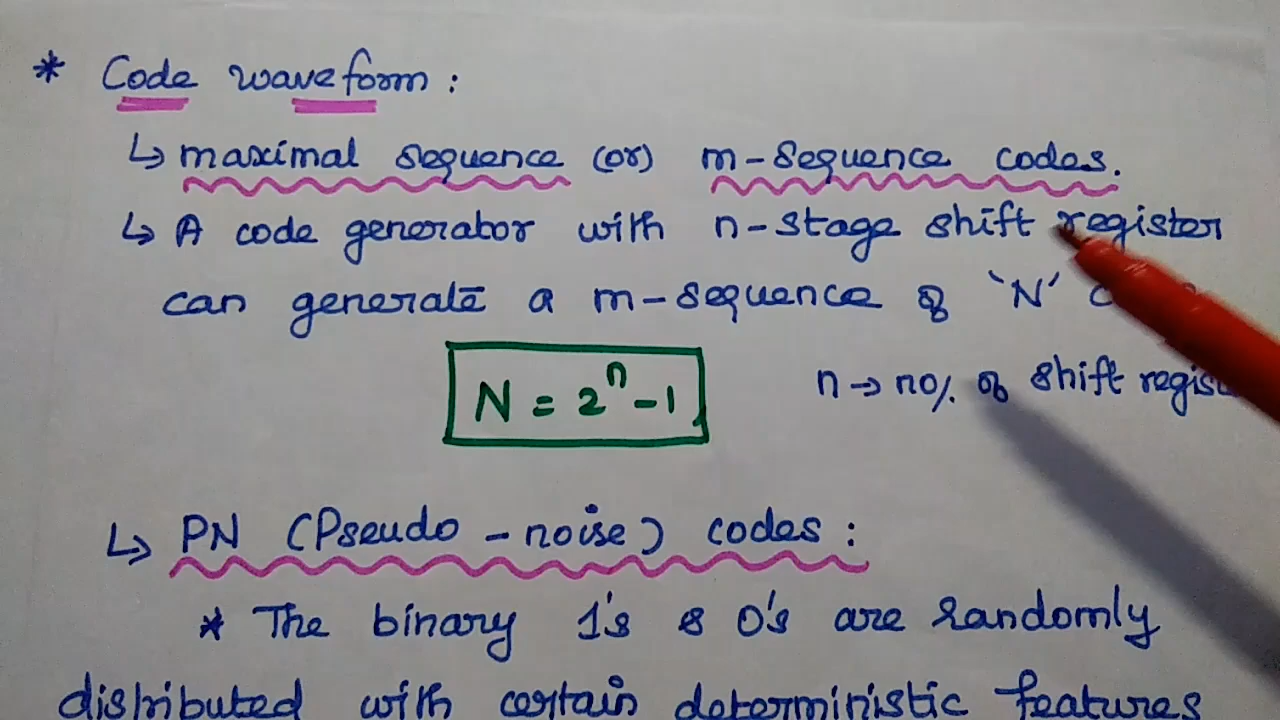 * Code waveform :
↳ maximal sequence (or) m-sequence codes.
↳ A code generator with n-stage shift register
can generate a m-sequence of 'N'
N = 2ⁿ-1
n → no/. of shift
↳ PN (Pseudo - noise) codes :
* The binary 1's & 0's are randomly
distributed with certain deterministic features